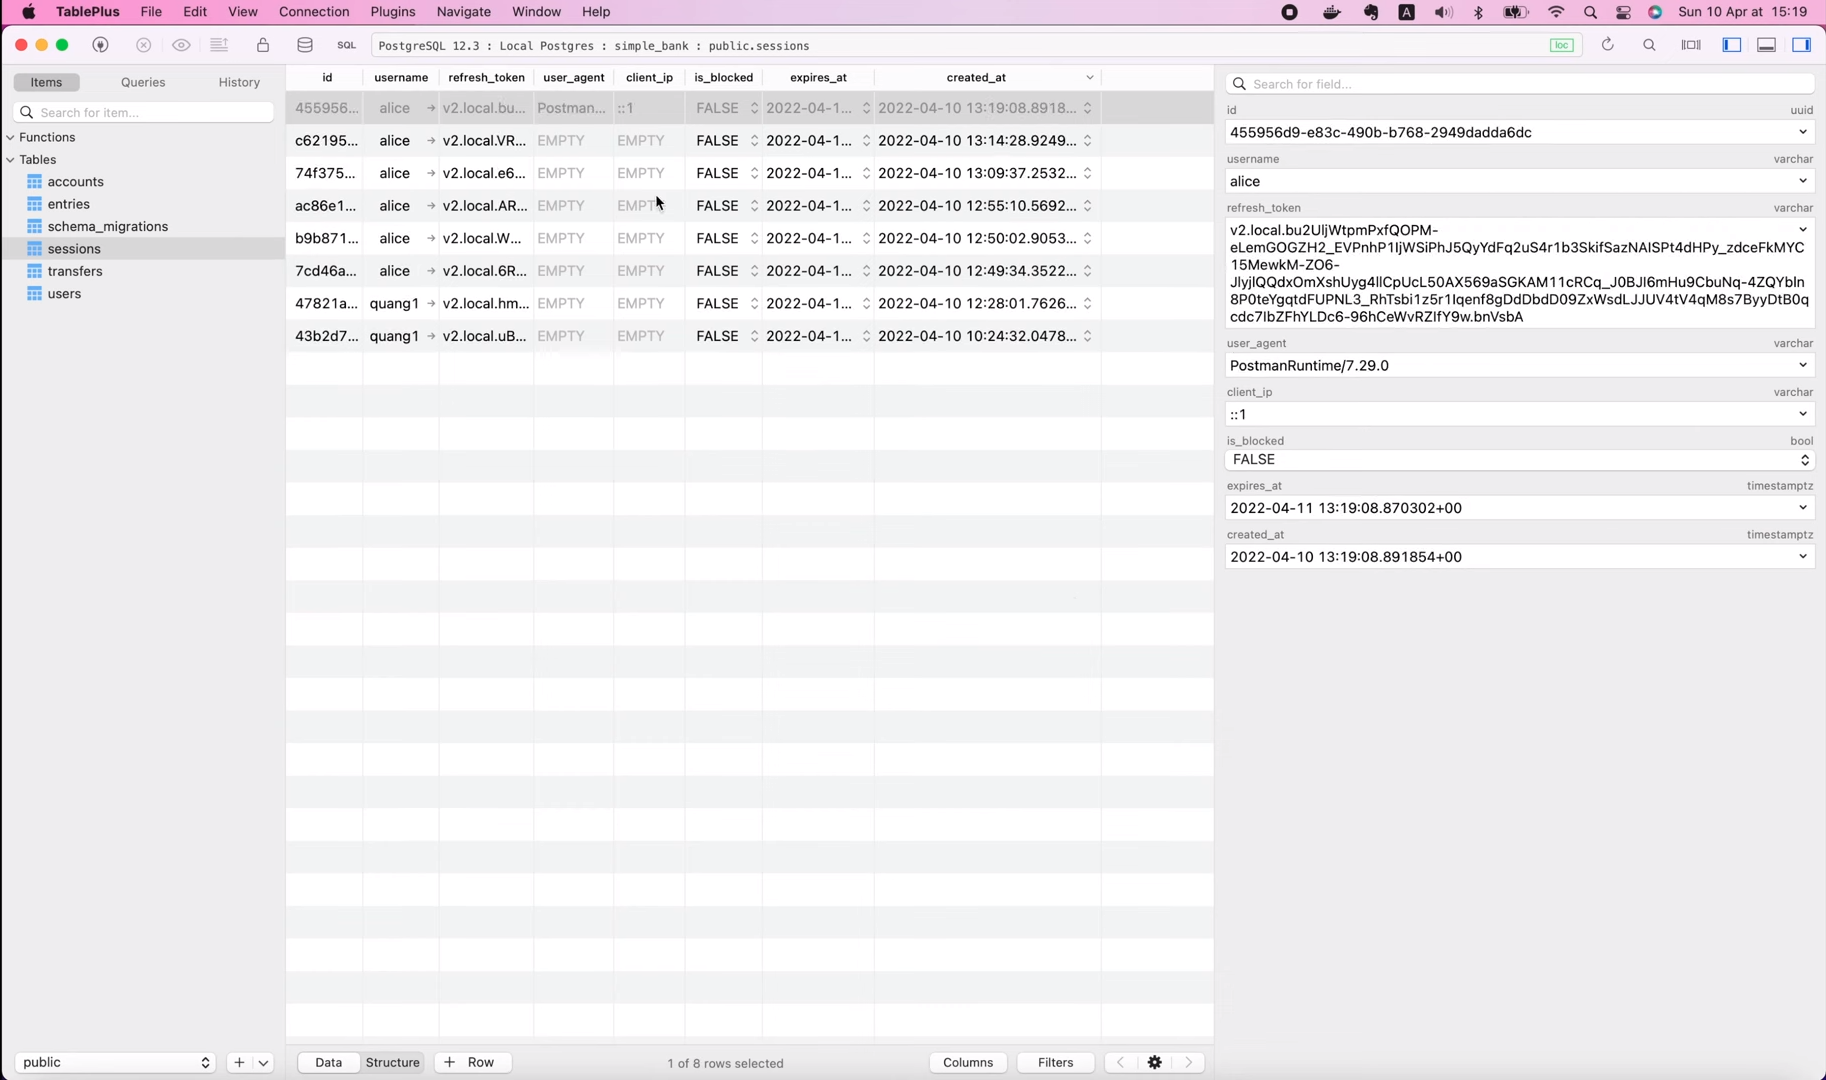 TablePlus File Edit View Connection Plugins Navigate Window Help A Sun 10 Apr at 15:19
SQL PostgreSQL 12.3 : Local Postgres : simple_bank : public.sessions loc
Items Queries History
Search for item...
Functions
Tables
accounts
entries
schema_migrations
sessions
transfers
users
id username refresh_token user_agent client_ip is_blocked expires_at created_at
455956... alice v2.local.bu... Postman... ::1 FALSE 2022-04-1... 2022-04-10 13:19:08.8918...
c62195... alice v2.local.VR... EMPTY EMPTY FALSE 2022-04-1... 2022-04-10 13:14:28.9249...
74f375... alice v2.local.e6... EMPTY EMPTY FALSE 2022-04-1... 2022-04-10 13:09:37.2532...
ac86e1... alice v2.local.AR... EMPTY EMPTY FALSE 2022-04-1... 2022-04-10 12:55:10.5692...
b9b871... alice v2.local.W... EMPTY EMPTY FALSE 2022-04-1... 2022-04-10 12:50:02.9053...
7cd46a... alice v2.local.6R... EMPTY EMPTY FALSE 2022-04-1... 2022-04-10 12:49:34.3522...
47821a... quang1 v2.local.hm... EMPTY EMPTY FALSE 2022-04-1... 2022-04-10 12:28:01.7626...
43b2d7... quang1 v2.local.uB... EMPTY EMPTY FALSE 2022-04-1... 2022-04-10 10:24:32.0478...
Search for field...
id uuid
455956d9-e83c-490b-b768-2949dadda6dc
username varchar
alice
refresh_token varchar
v2.local.bu2UljWtpmPxfQOPM-
eLemGOGZH2_EVPnhP1IjWSiPhJ5QyYdFq2uS4r1b3SkifSazNAISPt4dHPy_zdceFkMYC
15MewkM-ZO6-
JlyjlQQdxOmXshUyg4llCpUcL50AX569aSGKAM11cRCq_J0BJl6mHu9CbuNq-4ZQYbln
8P0teYgqtdFUPNL3_RhTsbi1z5r1Iqenf8gDdDbdD09ZxWsdLJJUV4tV4qM8s7ByyDtB0q
cdc7IbZFhYLDc6-96hCeWvRZIfY9w.bnVsbA
user_agent varchar
PostmanRuntime/7.29.0
client_ip varchar
::1
is_blocked bool
FALSE
expires_at timestamptz
2022-04-11 13:19:08.870302+00
created_at timestamptz
2022-04-10 13:19:08.891854+00
public Data Structure + Row 1 of 8 rows selected Columns Filters